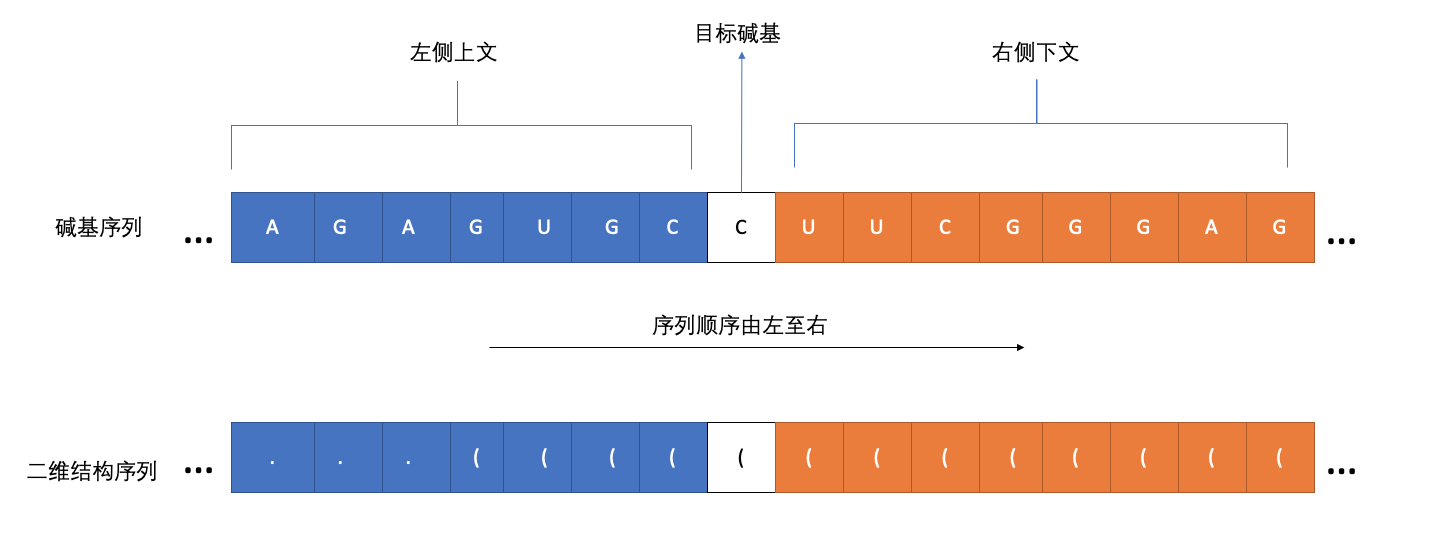 目标碱基
左侧上文
右侧下文
碱基序列 ... A G A G U G C C U U C G G G A G ...
序列顺序由左至右
二维结构序列 ... . . . ( ( ( ( ( ( ( ( ( ( ( ( ( ...